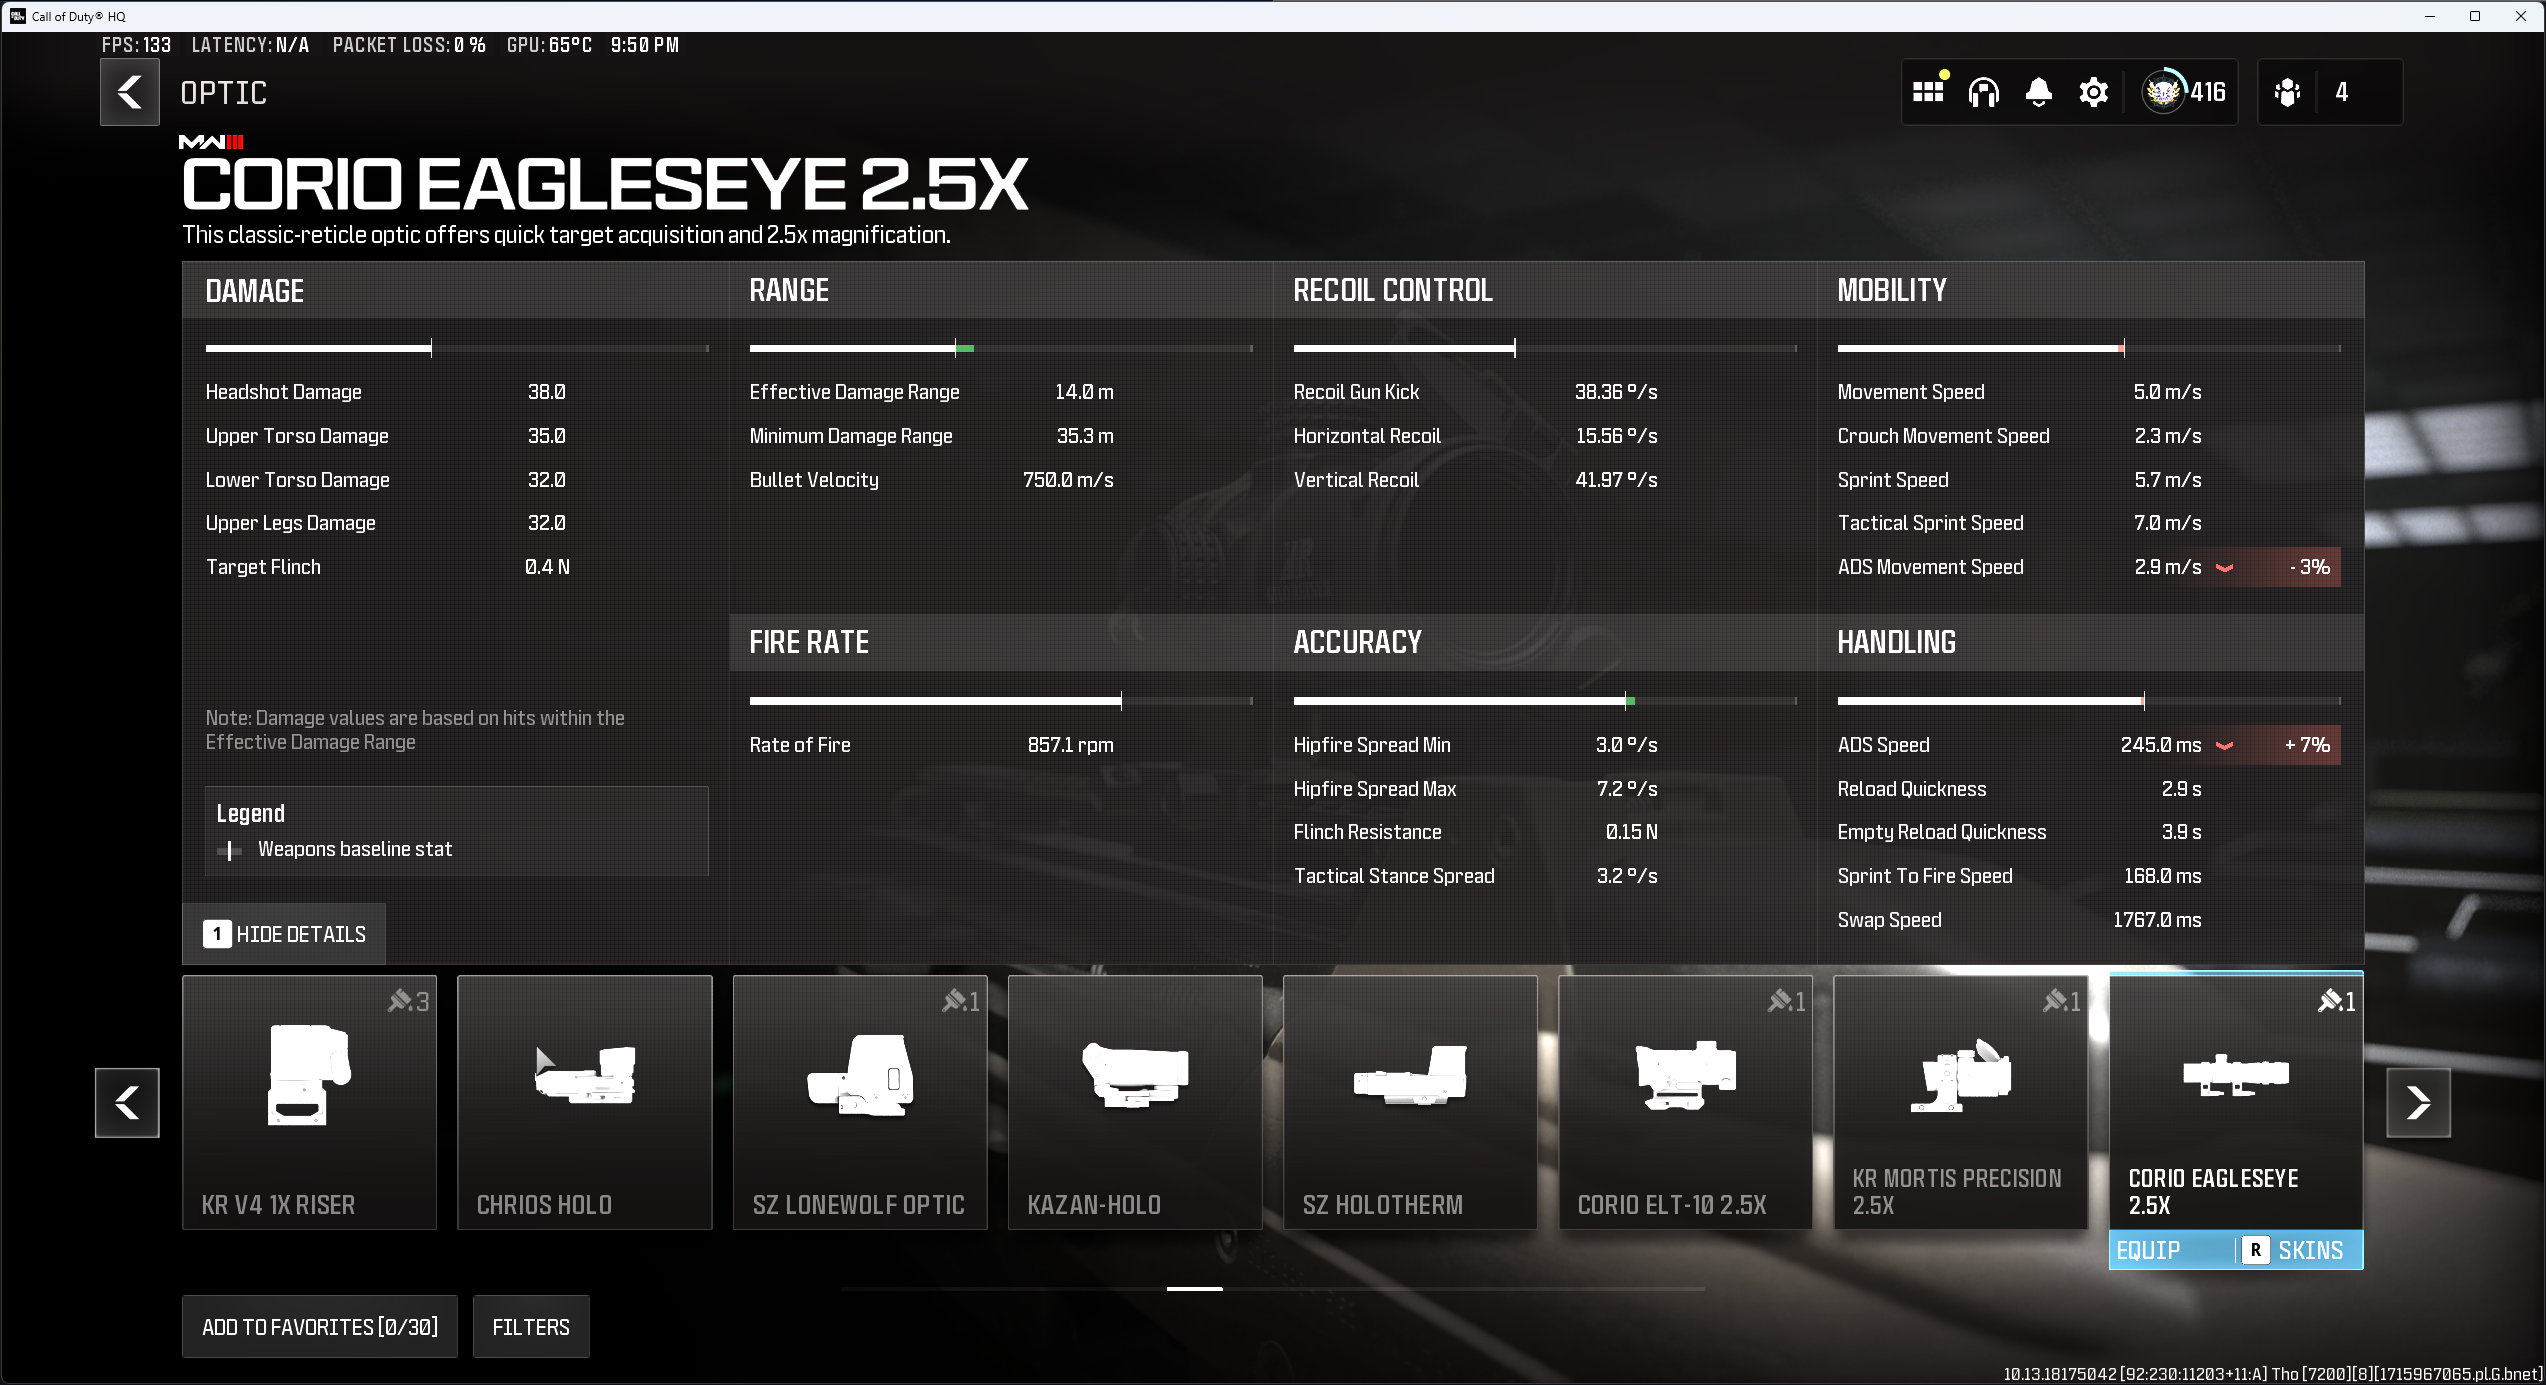 Call of Duty® HQ
FPS: 133 LATENCY: N/A PACKET LOSS: 0 % GPU: 65°C 9:50 PM
OPTIC
416
4
MWIII
CORIO EAGLESEYE 2.5X
This classic-reticle optic offers quick target acquisition and 2.5x magnification.
DAMAGE
Headshot Damage 38.0
Upper Torso Damage 35.0
Lower Torso Damage 32.0
Upper Legs Damage 32.0
Target Flinch 0.4 N
Note: Damage values are based on hits within the
Effective Damage Range
Legend
Weapons baseline stat
1 HIDE DETAILS
RANGE
Effective Damage Range 14.0 m
Minimum Damage Range 35.3 m
Bullet Velocity 750.0 m/s
FIRE RATE
Rate of Fire 857.1 rpm
RECOIL CONTROL
Recoil Gun Kick 38.36 º/s
Horizontal Recoil 15.56 º/s
Vertical Recoil 41.97 º/s
ACCURACY
Hipfire Spread Min 3.0 º/s
Hipfire Spread Max 7.2 º/s
Flinch Resistance 0.15 N
Tactical Stance Spread 3.2 º/s
MOBILITY
Movement Speed 5.0 m/s
Crouch Movement Speed 2.3 m/s
Sprint Speed 5.7 m/s
Tactical Sprint Speed 7.0 m/s
ADS Movement Speed 2.9 m/s - 3%
HANDLING
ADS Speed 245.0 ms + 7%
Reload Quickness 2.9 s
Empty Reload Quickness 3.9 s
Sprint To Fire Speed 168.0 ms
Swap Speed 1767.0 ms
3
KR V4 1X RISER
CHRIOS HOLO
1
SZ LONEWOLF OPTIC
KAZAN-HOLO
SZ HOLOTHERM
1
CORIO ELT-10 2.5X
1
KR MORTIS PRECISION
2.5X
1
CORIO EAGLESEYE
2.5X
EQUIP R SKINS
ADD TO FAVORITES [0/30]
FILTERS
10.13.18175042 [92:230:11203+11:A] Tho [7200][8][1715967065.pl.G.bnet]